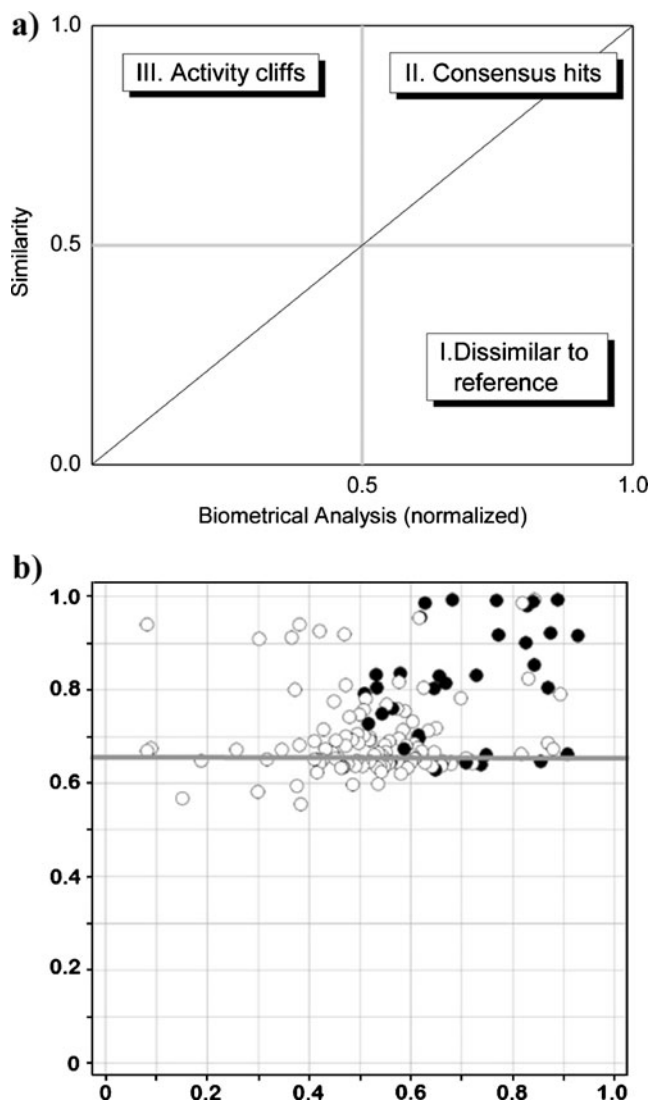 a)
1.0
III. Activity cliffs
II. Consensus hits
Similarity
0.5
I.Dissimilar to
reference
0.0
0.5
1.0
Biometrical Analysis (normalized)
b)
1.0
0.8
0.6
0.4
0.2
0
0
0.2
0.4
0.6
0.8
1.0